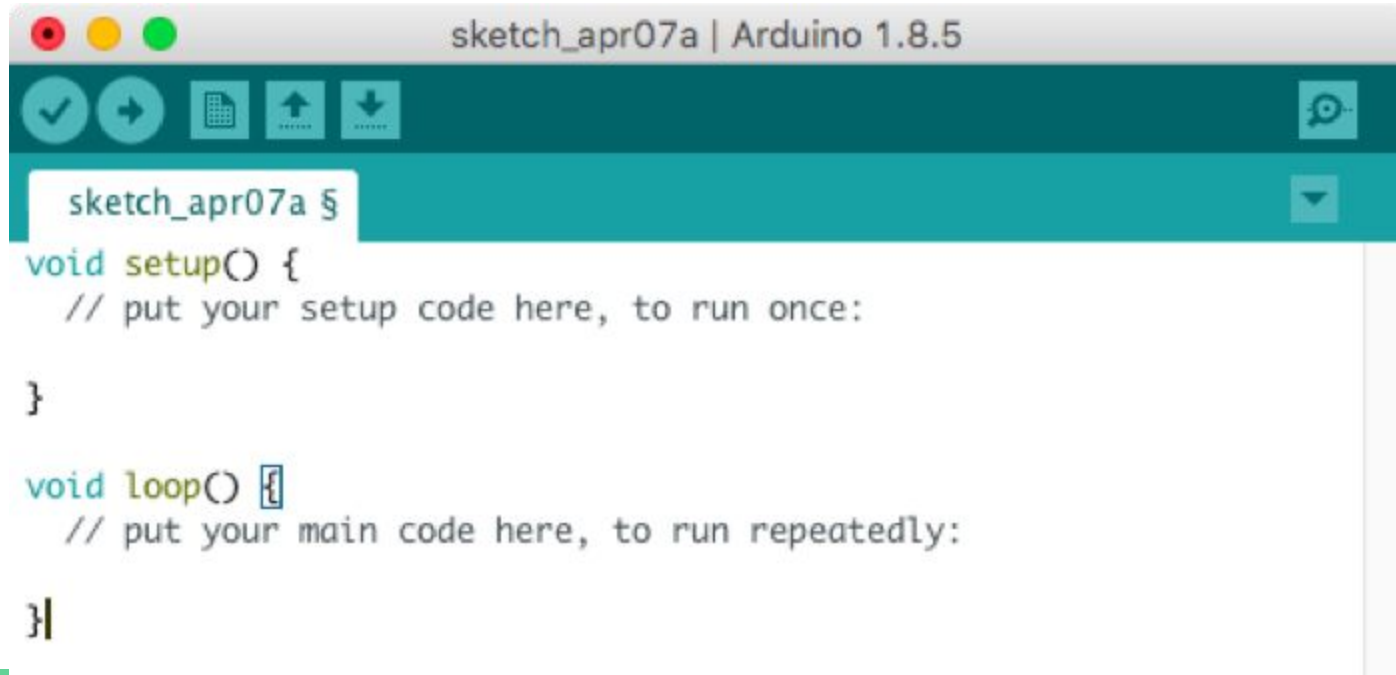 sketch_apr07a | Arduino 1.8.5
sketch_apr07a §
void setup() {
  // put your setup code here, to run once:
}
void loop() {
  // put your main code here, to run repeatedly:
}